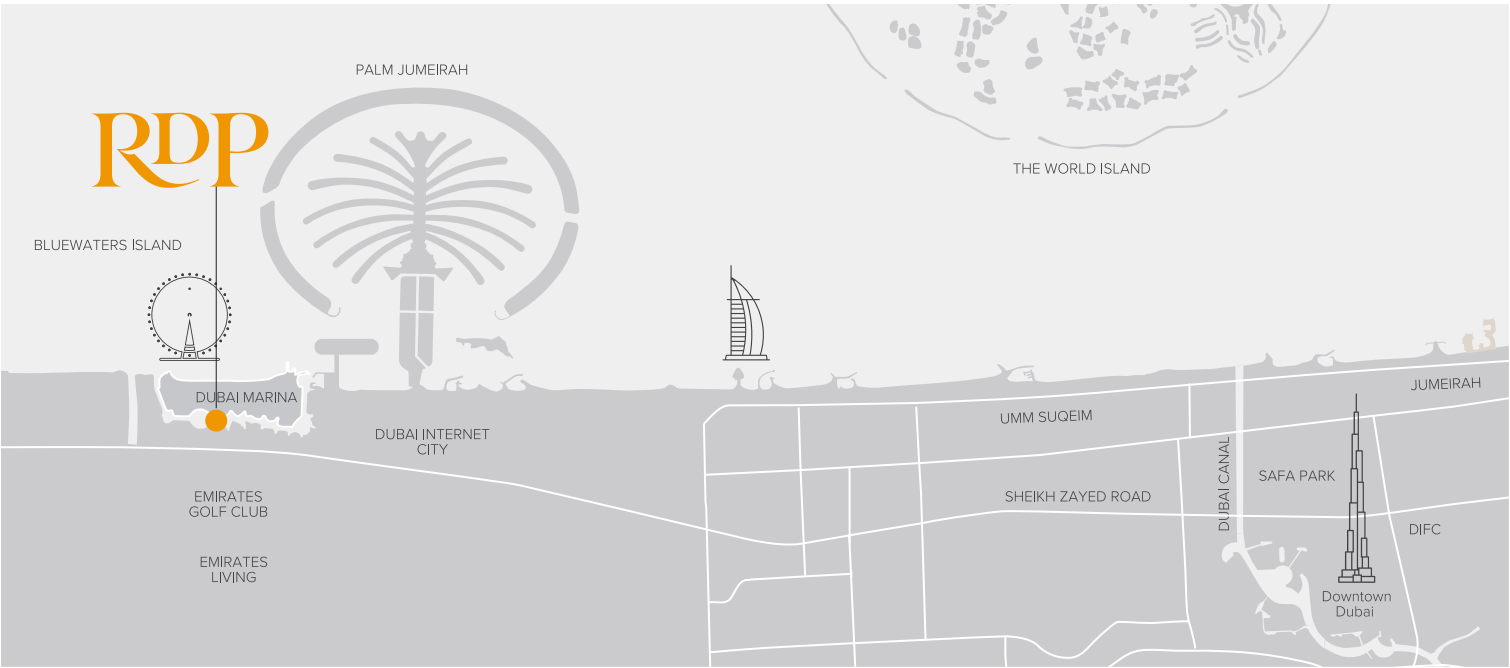 PALM JUMEIRAH
RDP
THE WORLD ISLAND
BLUEWATERS ISLAND
DUBAI MARINA
JUMEIRAH
UMM SUQEIM
DUBAI INTERNET
CITY
DUBAI CANAL
SAFA PARK
EMIRATES
GOLF CLUB
SHEIKH ZAYED ROAD
DIFC
EMIRATES
LIVING
Downtown
Dubai